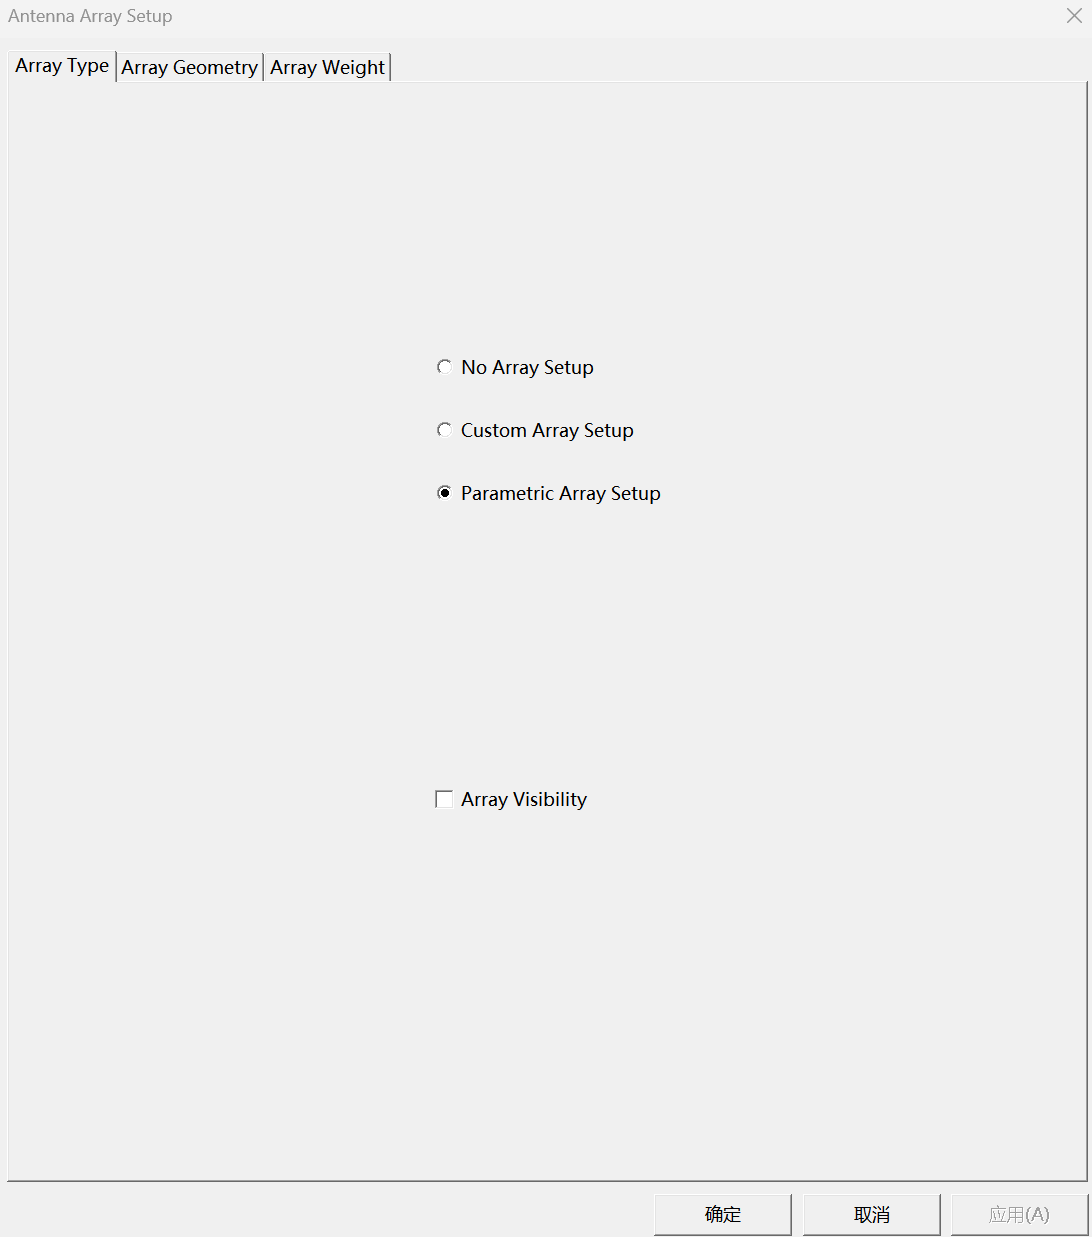 Antenna Array Setup
Array Type Array Geometry Array Weight
No Array Setup
Custom Array Setup
Parametric Array Setup
Array Visibility
确定 取消 应用(A)